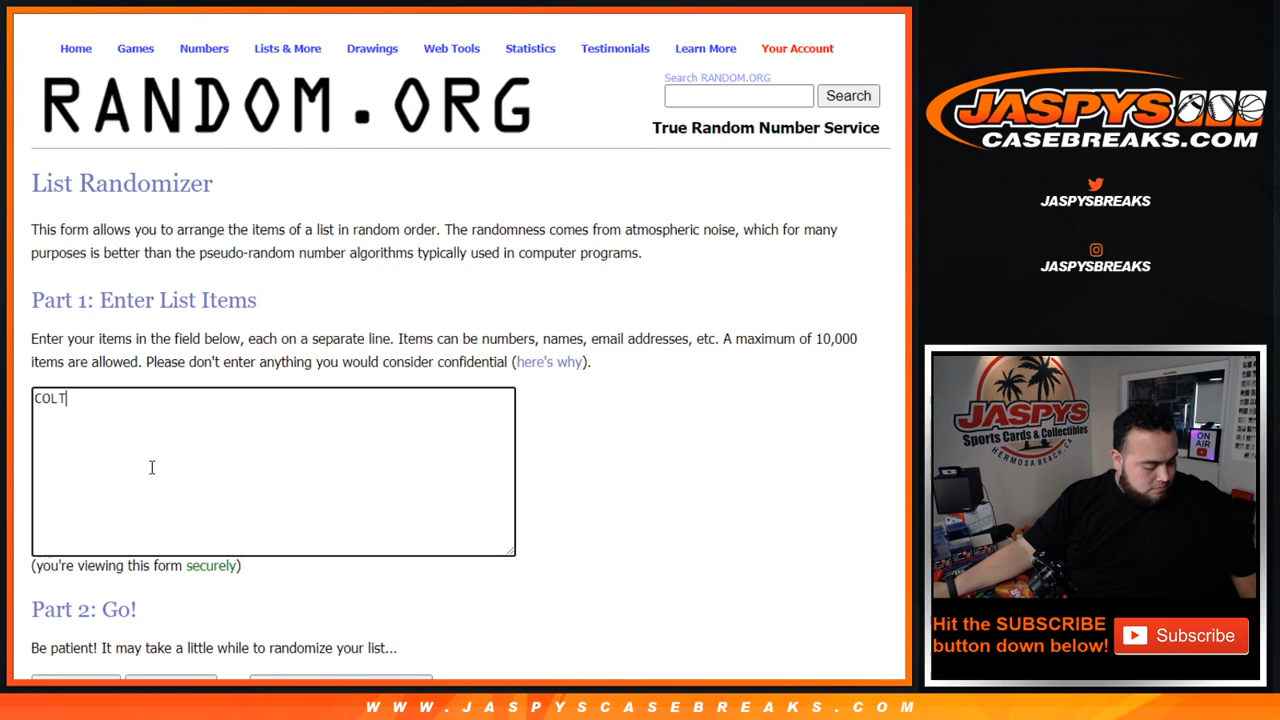 Home Games Numbers Lists & More Drawings Web Tools Statistics Testimonials Learn More Your Account
RANDOM.ORG
Search RANDOM.ORG
Search
True Random Number Service
List Randomizer
This form allows you to arrange the items of a list in random order. The randomness comes from atmospheric noise, which for many
purposes is better than the pseudo-random number algorithms typically used in computer programs.
Part 1: Enter List Items
Enter your items in the field below, each on a separate line. Items can be numbers, names, email addresses, etc. A maximum of 10,000
items are allowed. Please don't enter anything you would consider confidential (here's why).
COLT
(you're viewing this form securely)
Part 2: Go!
Be patient! It may take a little while to randomize your list...
JASPYS
CASEBREAKS.COM
JASPYSBREAKS
JASPYSBREAKS
JASPYS
Sports Cards & Collectibles
HERMOSA BEACH, CA
ON
AIR
Hit the SUBSCRIBE
button down below!
Subscribe
WWW.JASPYSCASEBREAKS.COM